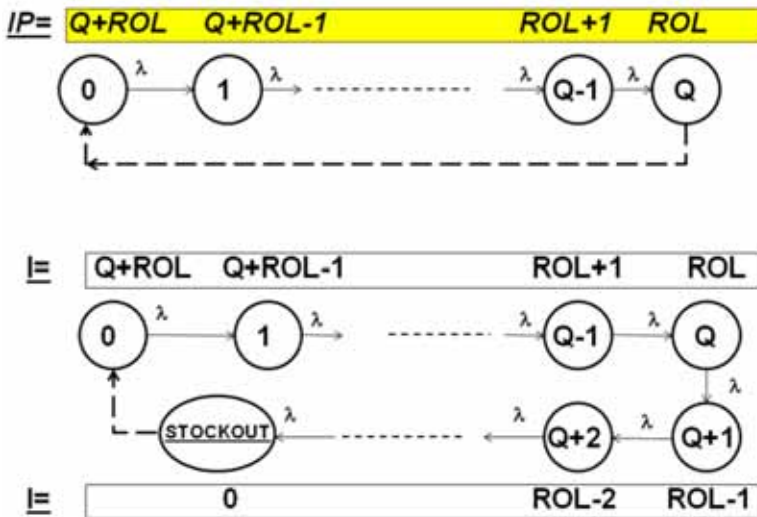 IP= Q+ROL Q+ROL-1 ROL+1 ROL
λ λ λ λ
0 1 Q-1 Q
I= Q+ROL Q+ROL-1 ROL+1 ROL
λ λ λ λ
0 1 Q-1 Q
λ
λ λ λ
STOCKOUT Q+2 Q+1
I= 0 ROL-2 ROL-1